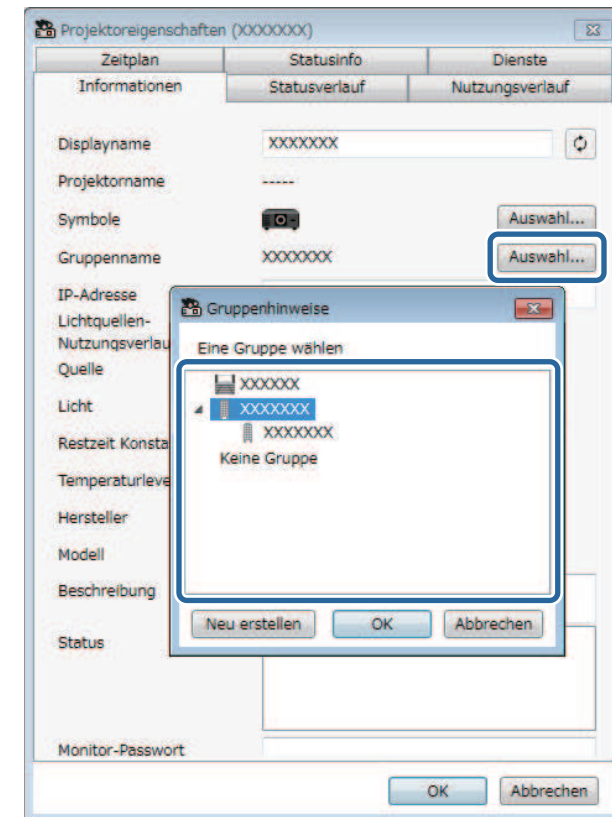 Projektoreigenschaften (XXXXXXX)
Zeitplan Statusinfo Dienste
Informationen Statusverlauf Nutzungsverlauf
Displayname XXXXXXX
Projektorname -----
Symbole Auswahl...
Gruppenname XXXXXXX Auswahl...
IP-Adresse
Lichtquellen-
Nutzungsverlau
Quelle
Licht
Restzeit Konsta
Temperaturleve
Hersteller
Modell
Beschreibung
Status
Monitor-Passwort
Gruppenhinweise
Eine Gruppe wählen
XXXXXX
XXXXXXX
XXXXXXX
Keine Gruppe
Neu erstellen OK Abbrechen
OK Abbrechen